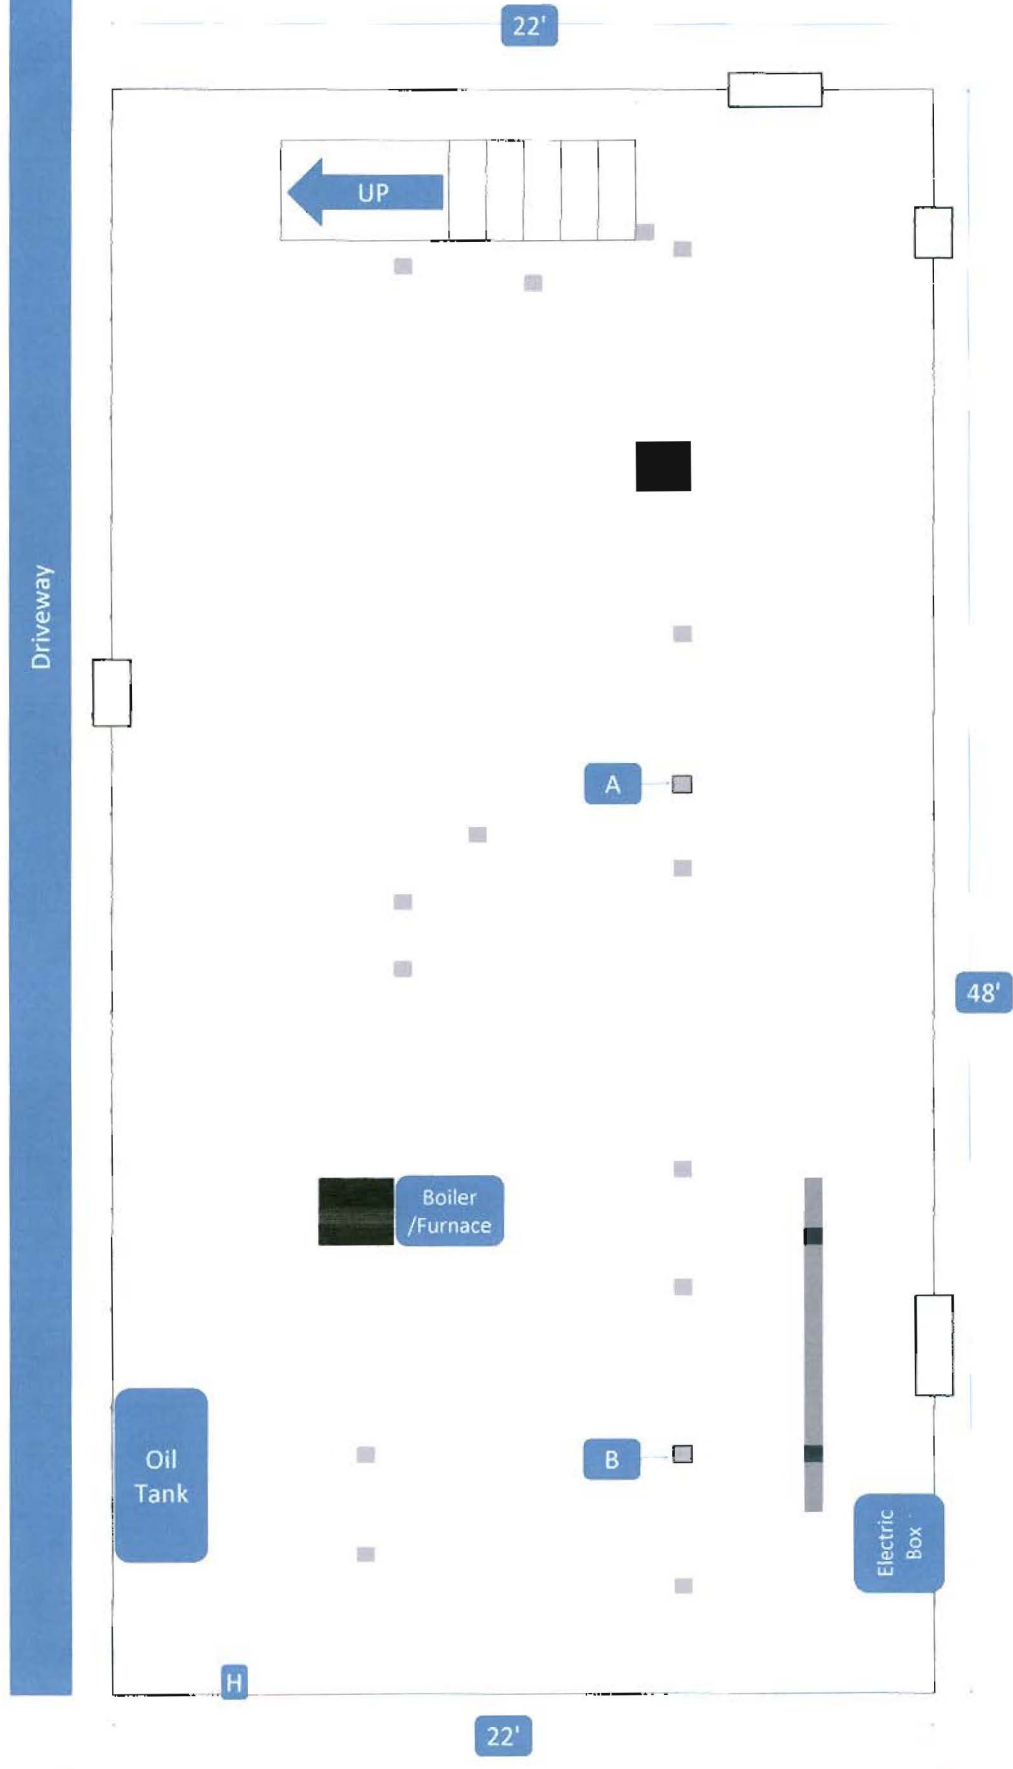 22'
UP
Driveway
A
48'
Boiler
/Furnace
Oil
Tank
B
Electric
Box
H
22'